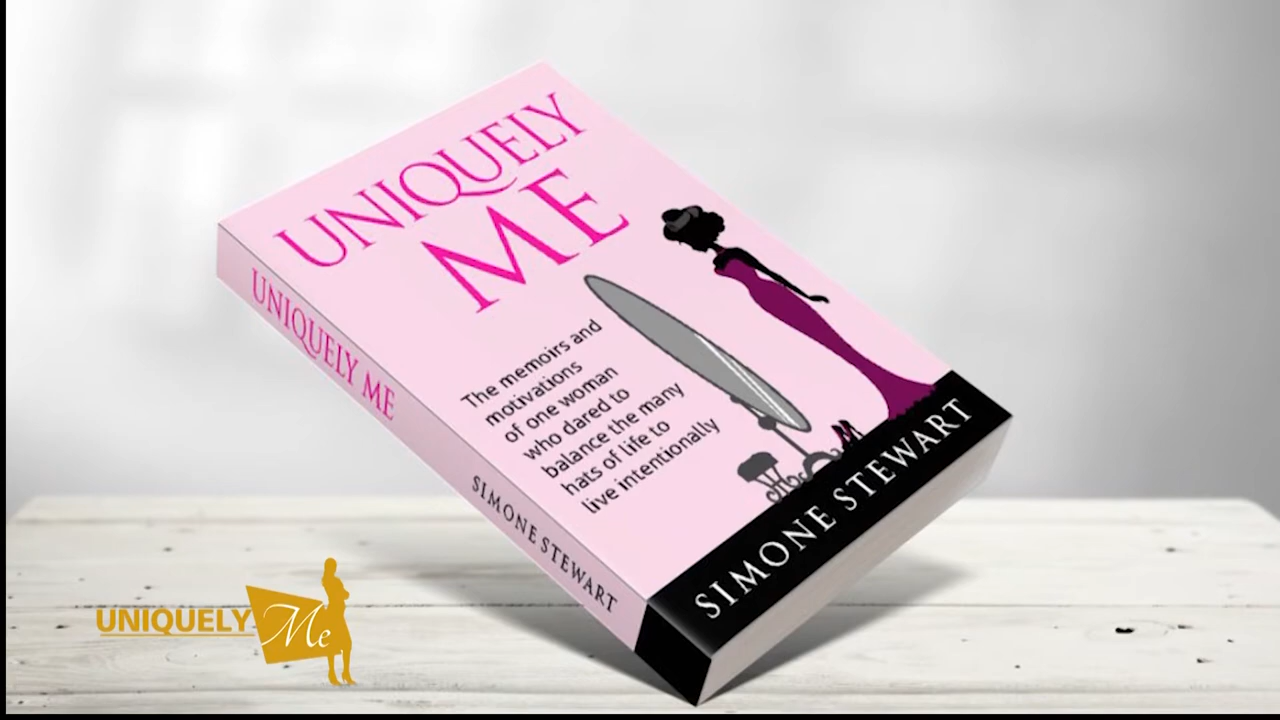 UNIQUELY
ME
The memoirs and
motivations
of one woman
who dared to
balance the many
hats of life to
live intentionally
SIMONE STEWART
UNIQUELY ME
SIMONE STEWART
UNIQUELY Me